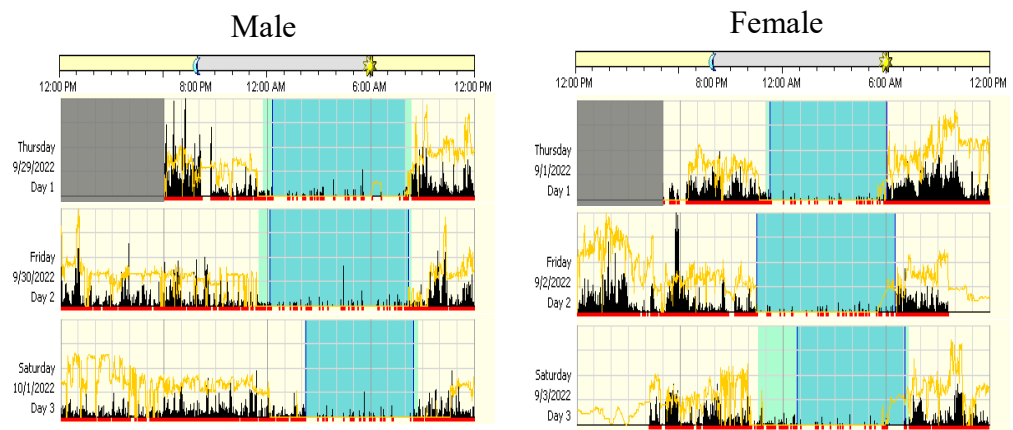 Male
12:00 PM 8:00 PM 12:00 AM 6:00 AM 12:00 PM
Thursday
9/29/2022
Day 1
Friday
9/30/2022
Day 2
Saturday
10/1/2022
Day 3
Female
12:00 PM 8:00 PM 12:00 AM 6:00 AM 12:00 PM
Thursday
9/1/2022
Day 1
Friday
9/2/2022
Day 2
Saturday
9/3/2022
Day 3